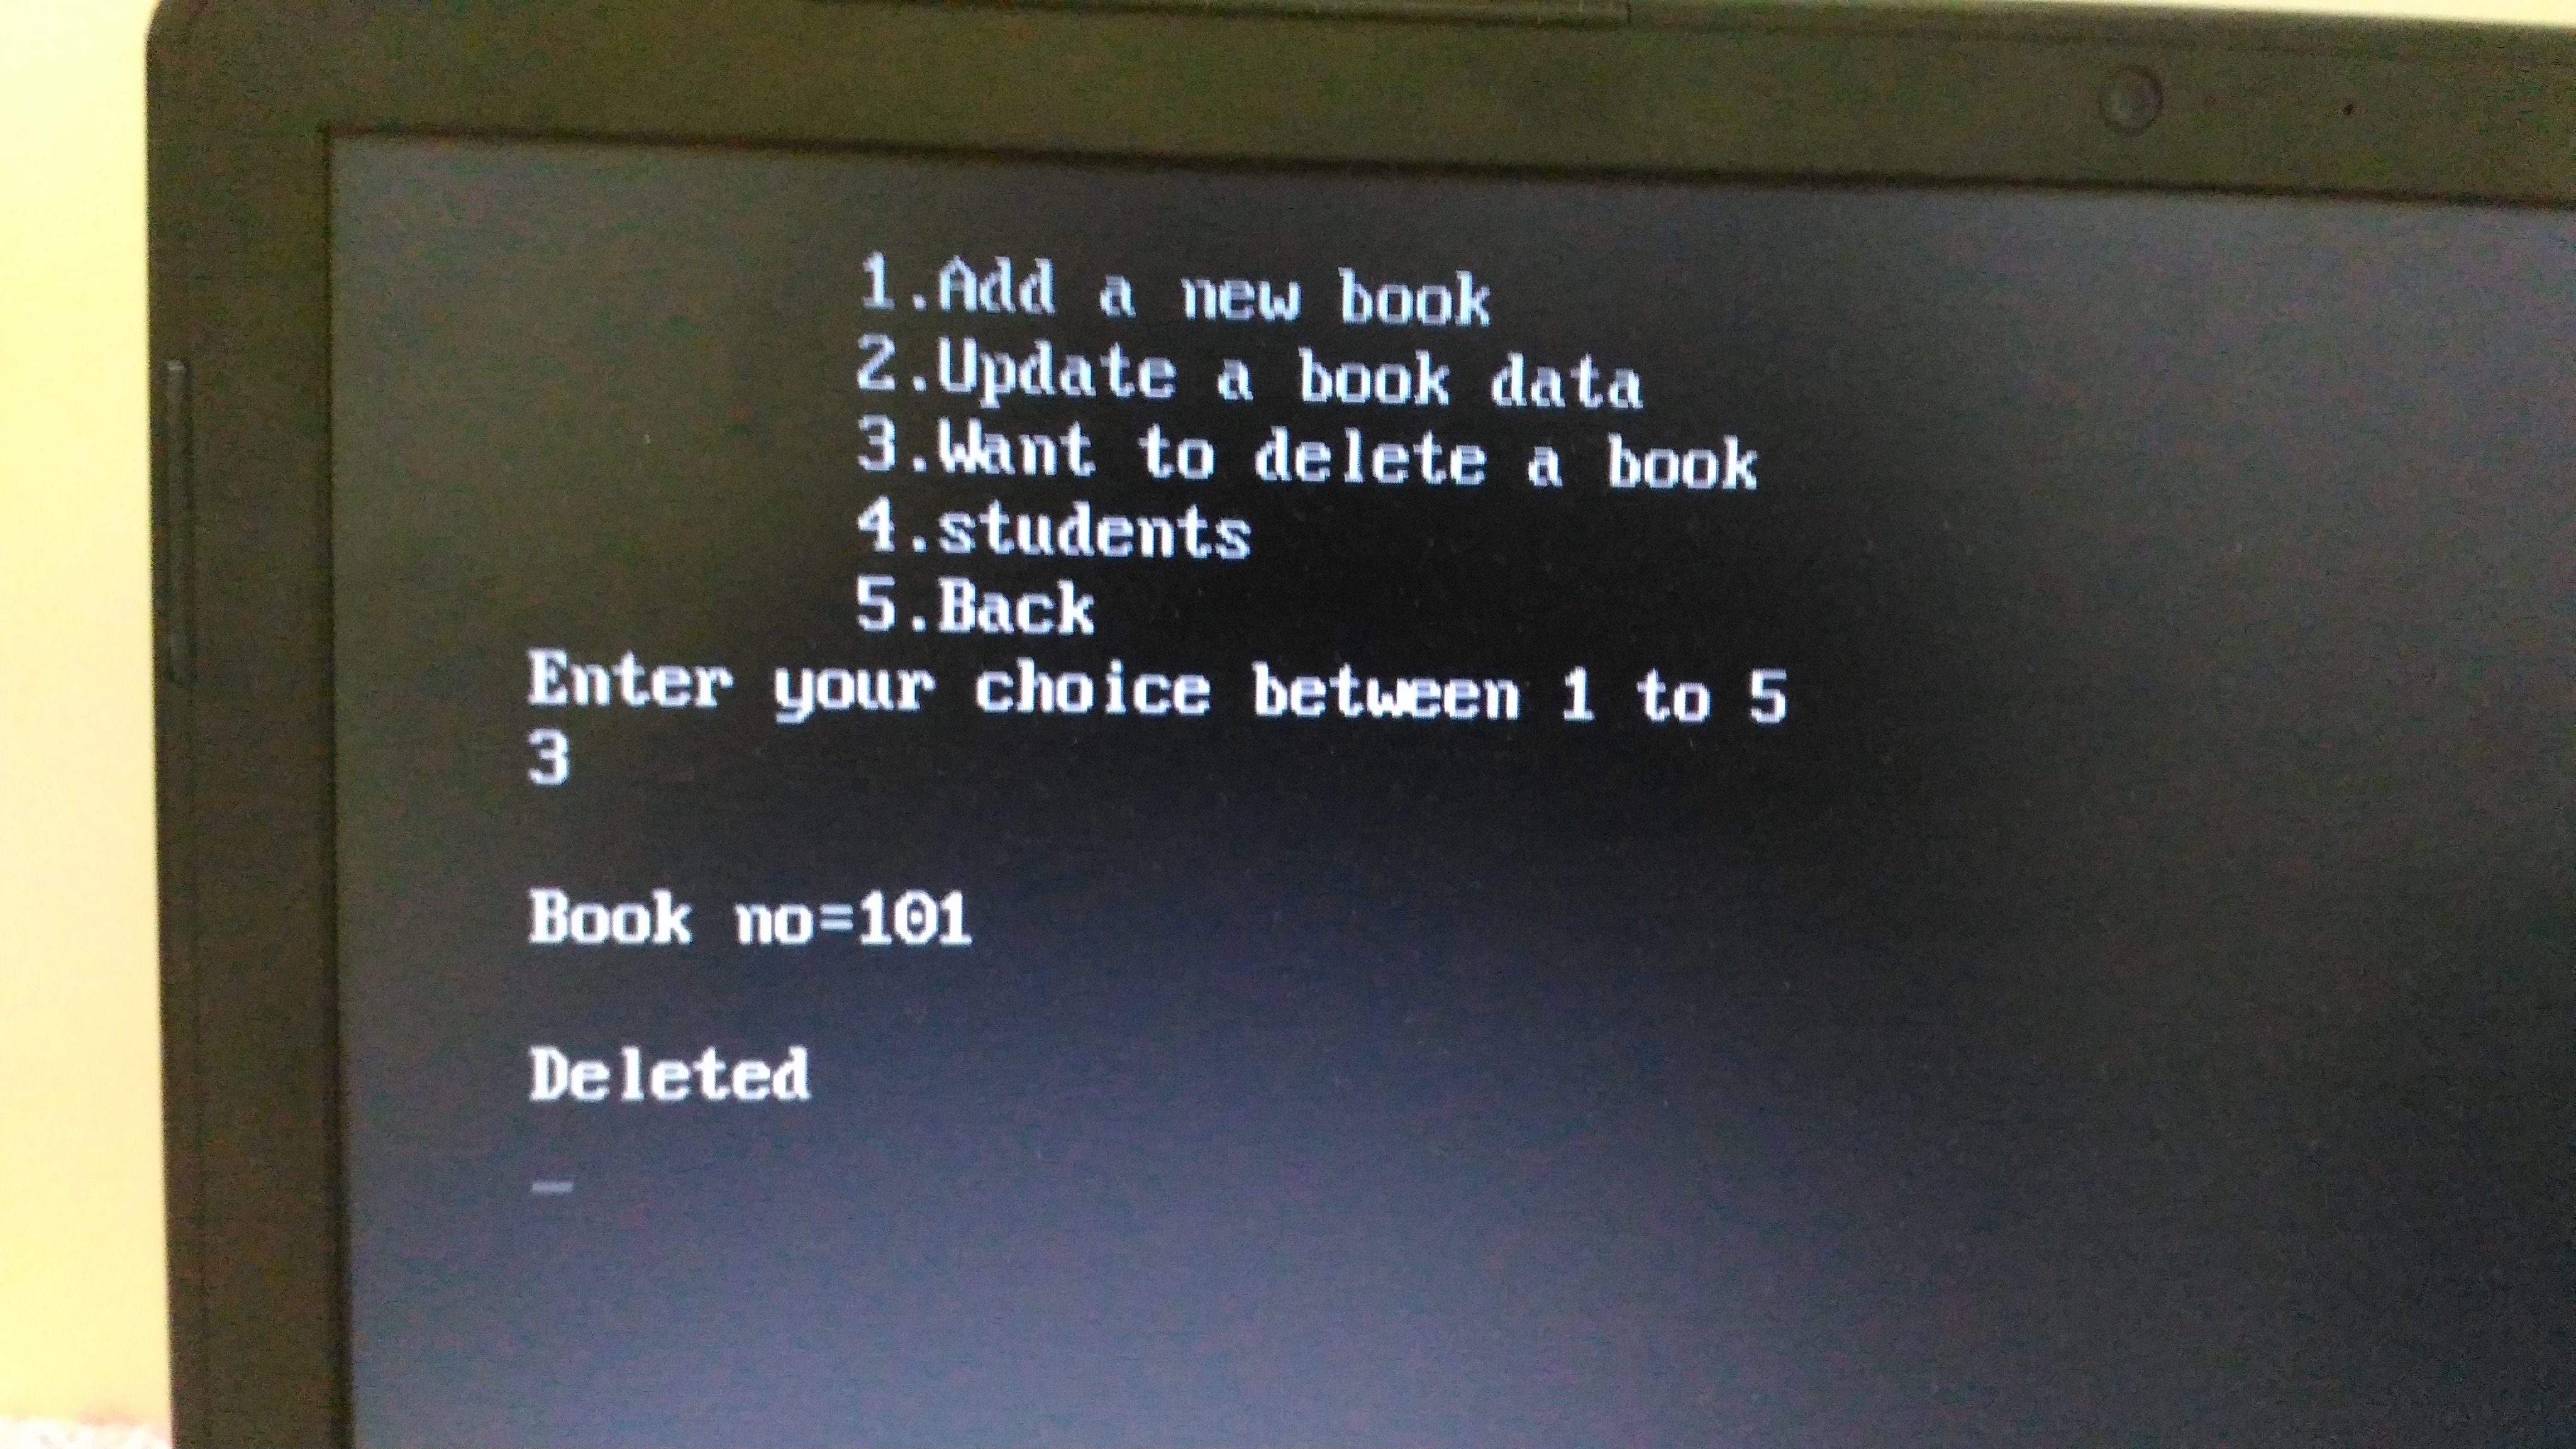 1.Add a new book
2.Update a book data
3.Want to delete a book
4.students
5.Back
Enter your choice between 1 to 5
3
Book no=101
Deleted
_